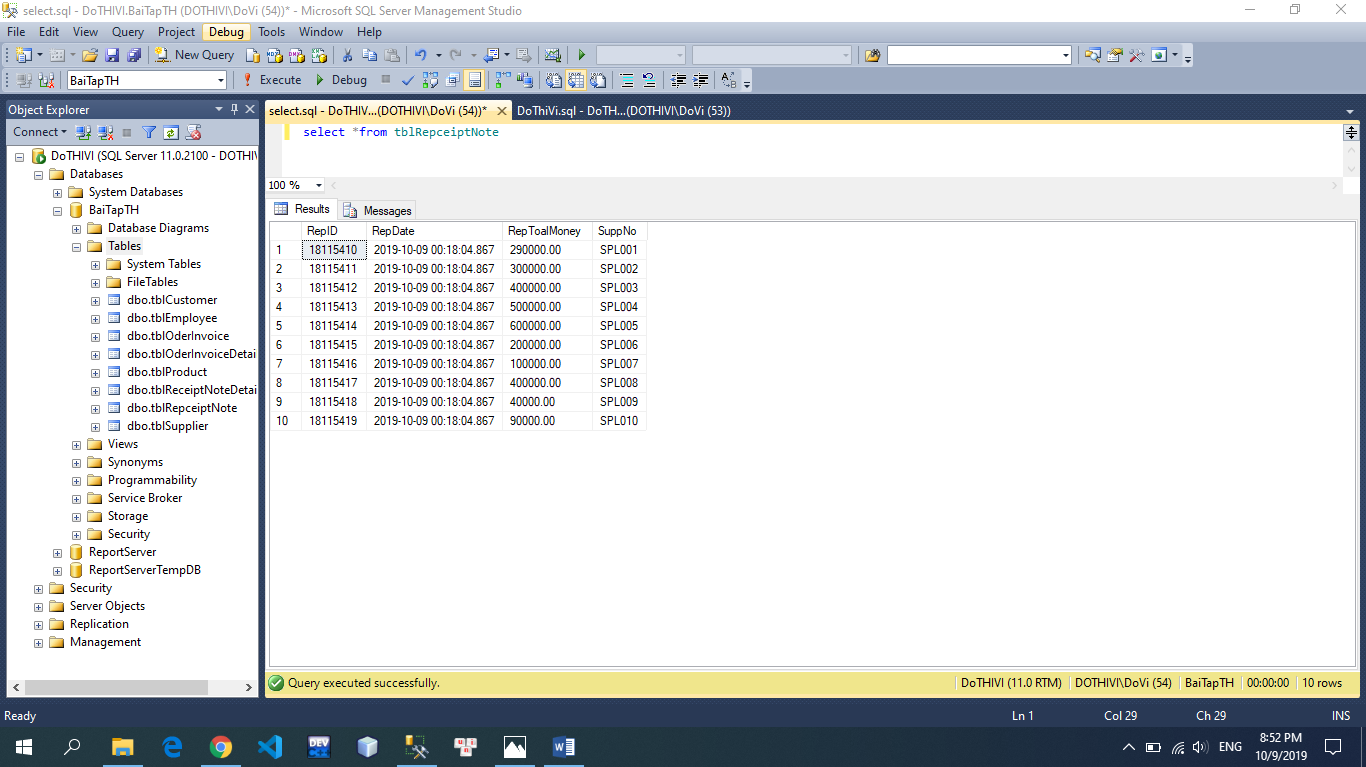 select.sql - DoTHIVI.BaiTapTH (DOTHIVI\DoVi (54))* - Microsoft SQL Server Management Studio
File Edit View Query Project Debug Tools Window Help
New Query
BaiTapTH Execute Debug
Object Explorer
Connect
DoTHIVI (SQL Server 11.0.2100 - DOTHIV
Databases
System Databases
BaiTapTH
Database Diagrams
Tables
System Tables
FileTables
dbo.tblCustomer
dbo.tblEmployee
dbo.tblOderInvoice
dbo.tblOderInvoiceDetai
dbo.tblProduct
dbo.tblReceiptNoteDetai
dbo.tblRepceiptNote
dbo.tblSupplier
Views
Synonyms
Programmability
Service Broker
Storage
Security
ReportServer
ReportServerTempDB
Security
Server Objects
Replication
Management
select.sql - DoTHIV...(DOTHIVI\DoVi (54))* DoThiVi.sql - DoTH...(DOTHIVI\DoVi (53))
select *from tblRepceiptNote
100 %
Results Messages
RepID RepDate RepToalMoney SuppNo
1 18115410 2019-10-09 00:18:04.867 290000.00 SPL001
2 18115411 2019-10-09 00:18:04.867 300000.00 SPL002
3 18115412 2019-10-09 00:18:04.867 400000.00 SPL003
4 18115413 2019-10-09 00:18:04.867 500000.00 SPL004
5 18115414 2019-10-09 00:18:04.867 600000.00 SPL005
6 18115415 2019-10-09 00:18:04.867 200000.00 SPL006
7 18115416 2019-10-09 00:18:04.867 100000.00 SPL007
8 18115417 2019-10-09 00:18:04.867 400000.00 SPL008
9 18115418 2019-10-09 00:18:04.867 40000.00 SPL009
10 18115419 2019-10-09 00:18:04.867 90000.00 SPL010
Query executed successfully. DoTHIVI (11.0 RTM) DOTHIVI\DoVi (54) BaiTapTH 00:00:00 10 rows
Ready Ln 1 Col 29 Ch 29 INS
DEV
ENG
8:52 PM
10/9/2019